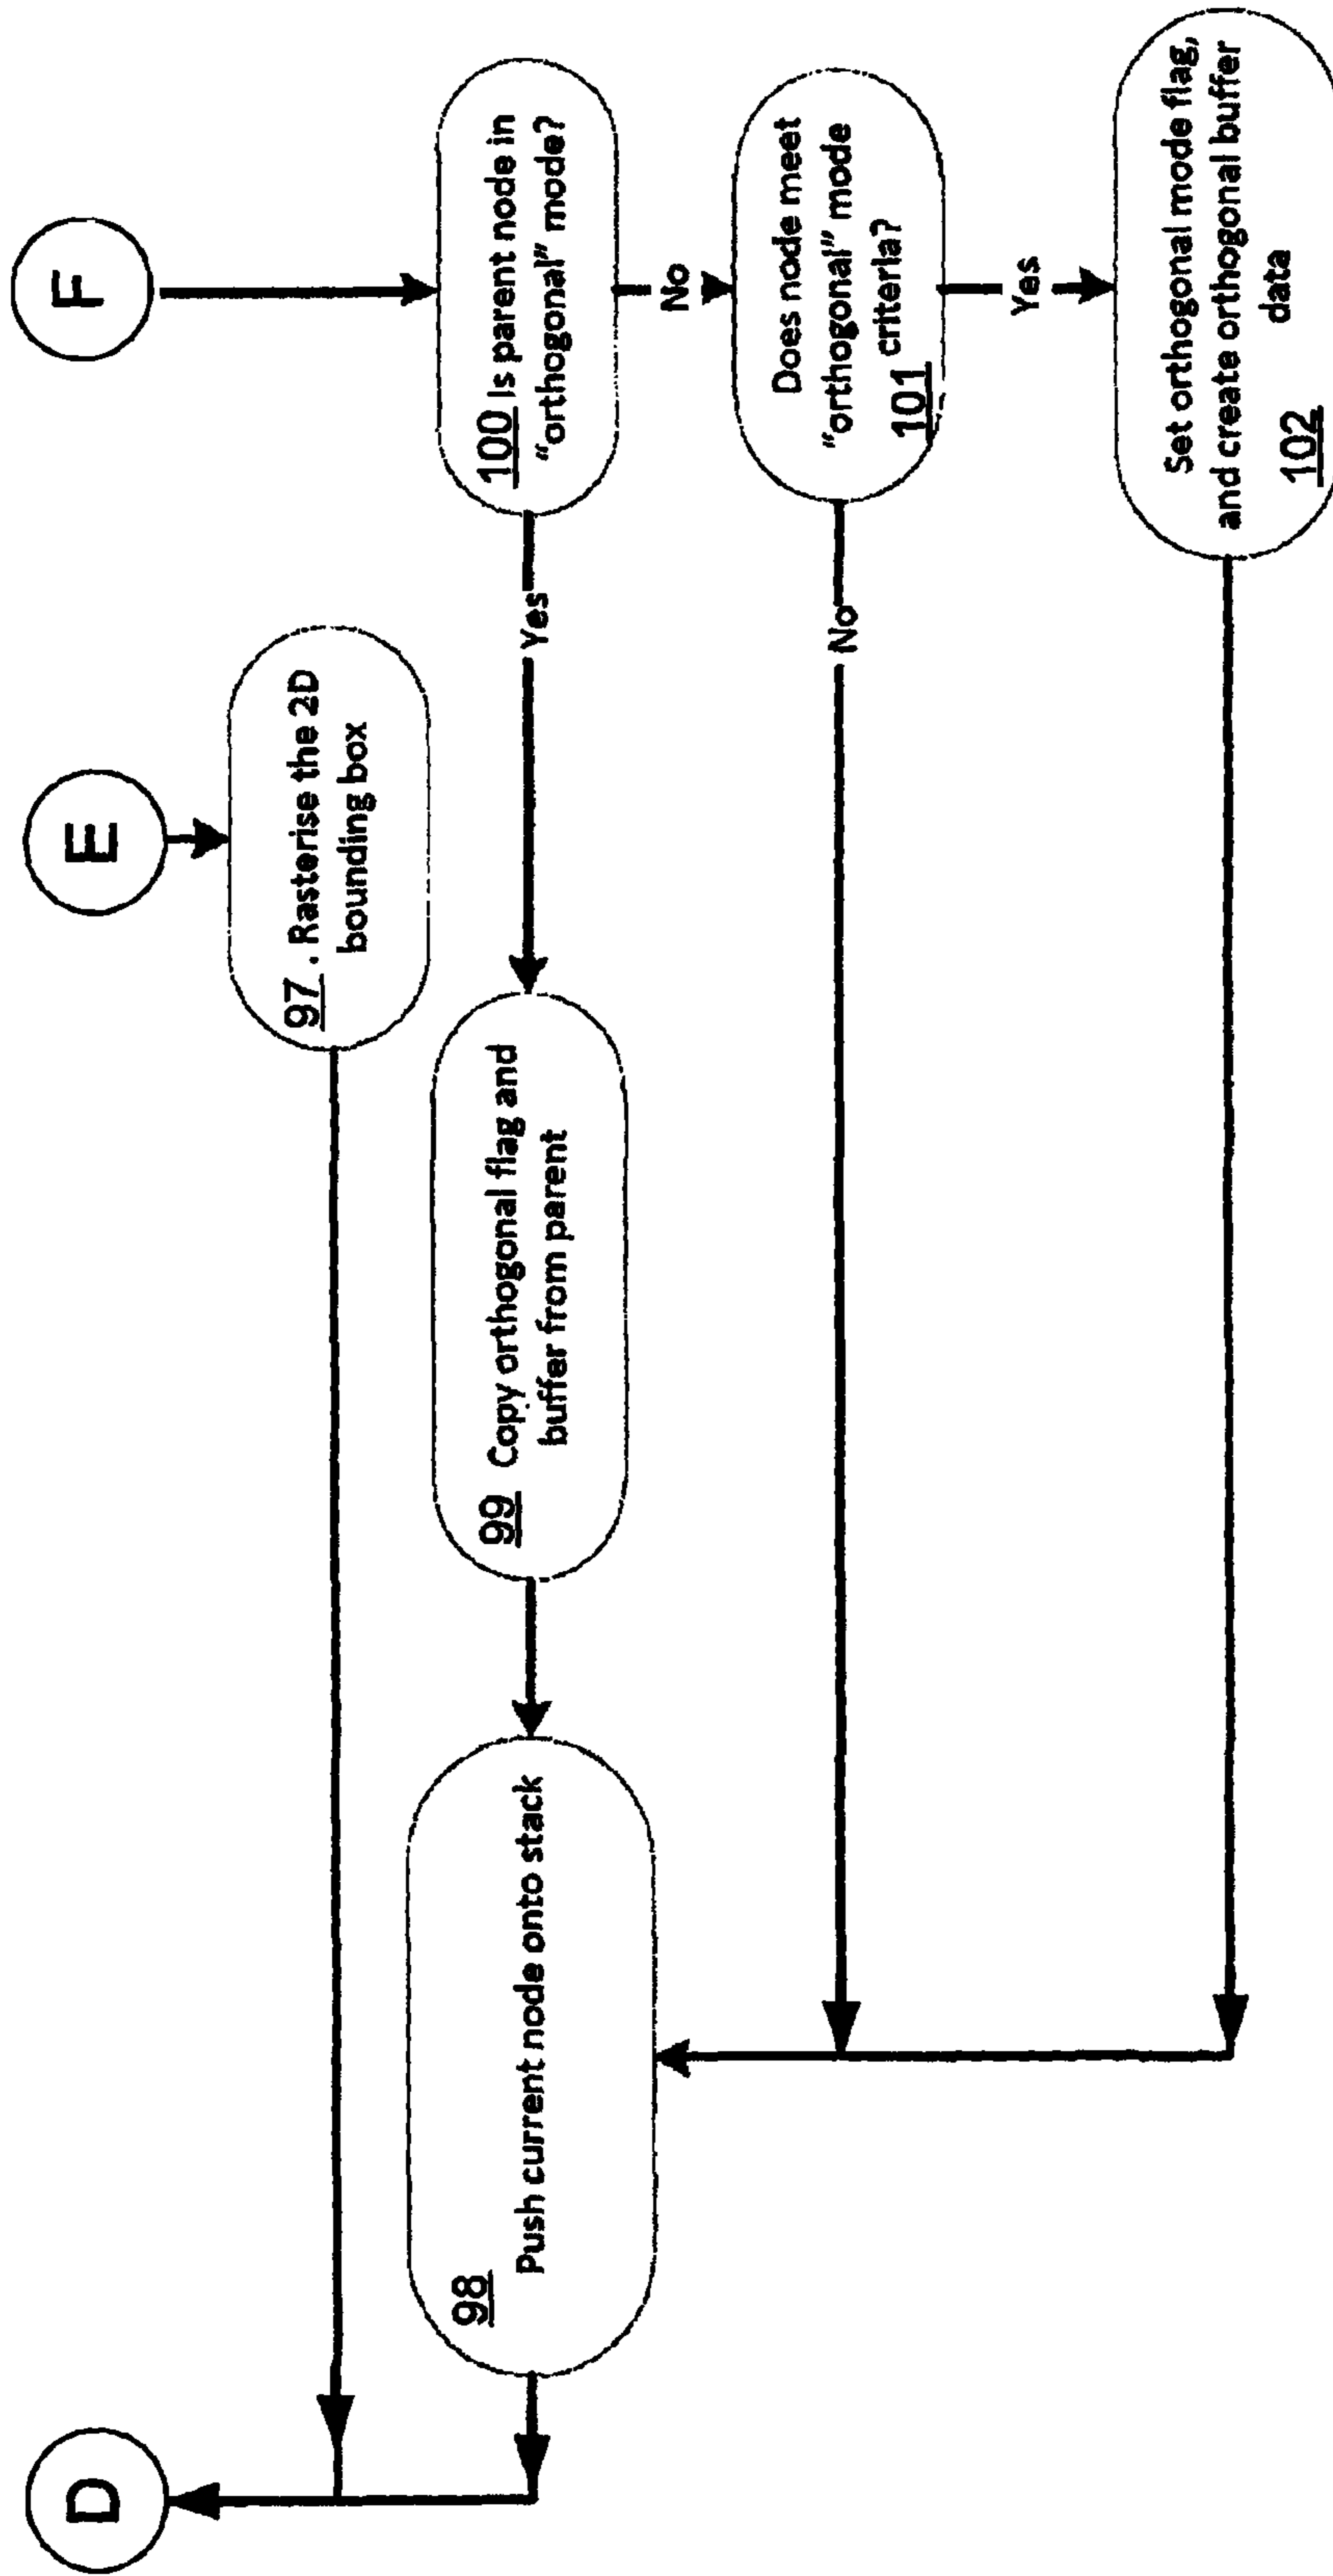 D
E
F
97. Rasterise the 2D
bounding box
98
Push current node onto stack
99 Copy orthogonal flag and
buffer from parent
Yes
100 Is parent node in
"orthogonal" mode?
No
No
Does node meet
"orthogonal" mode
criteria?
101
Yes
Set orthogonal mode flag,
and create orthogonal buffer
data
102